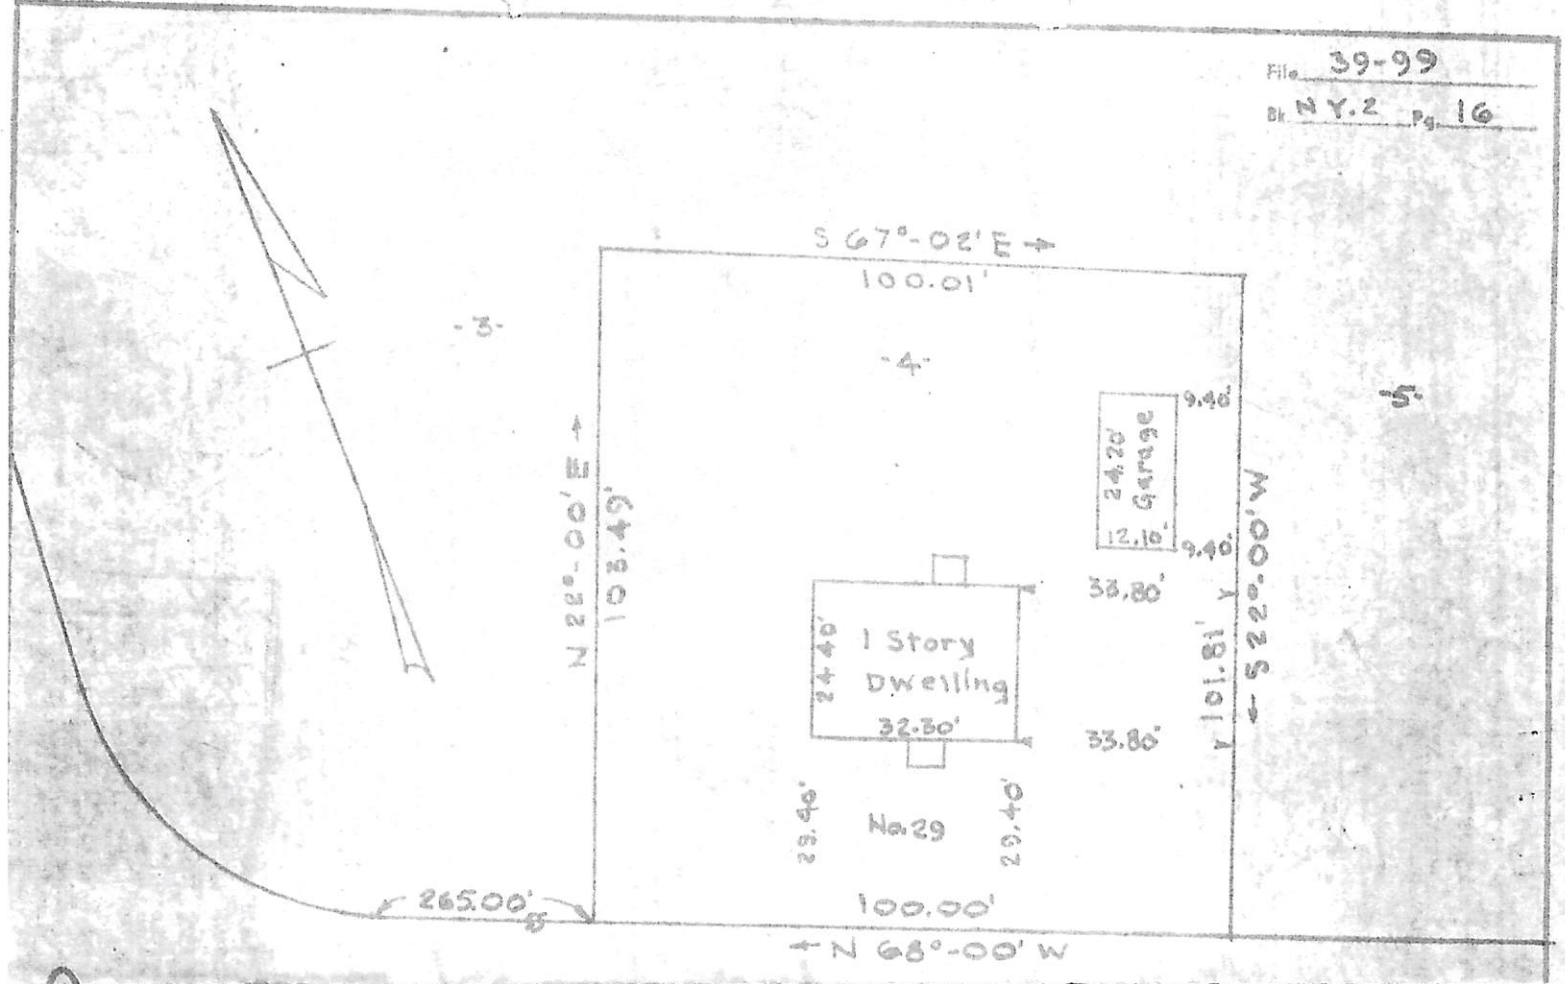 File 39-99
Bk N Y.2 Pg. 16
S 67°-02' E →
100.01'
-3-
-4-
-5-
N 22°-00' E →
103.49'
9.40'
24.20'
Garage
12.10'
9.40'
33.80'
← S 22°.00' W
101.81'
24.40'
1 Story
Dwelling
32.30'
33.80'
29.40'
No. 29
29.40'
265.00'
100.00'
← N 68°-00' W